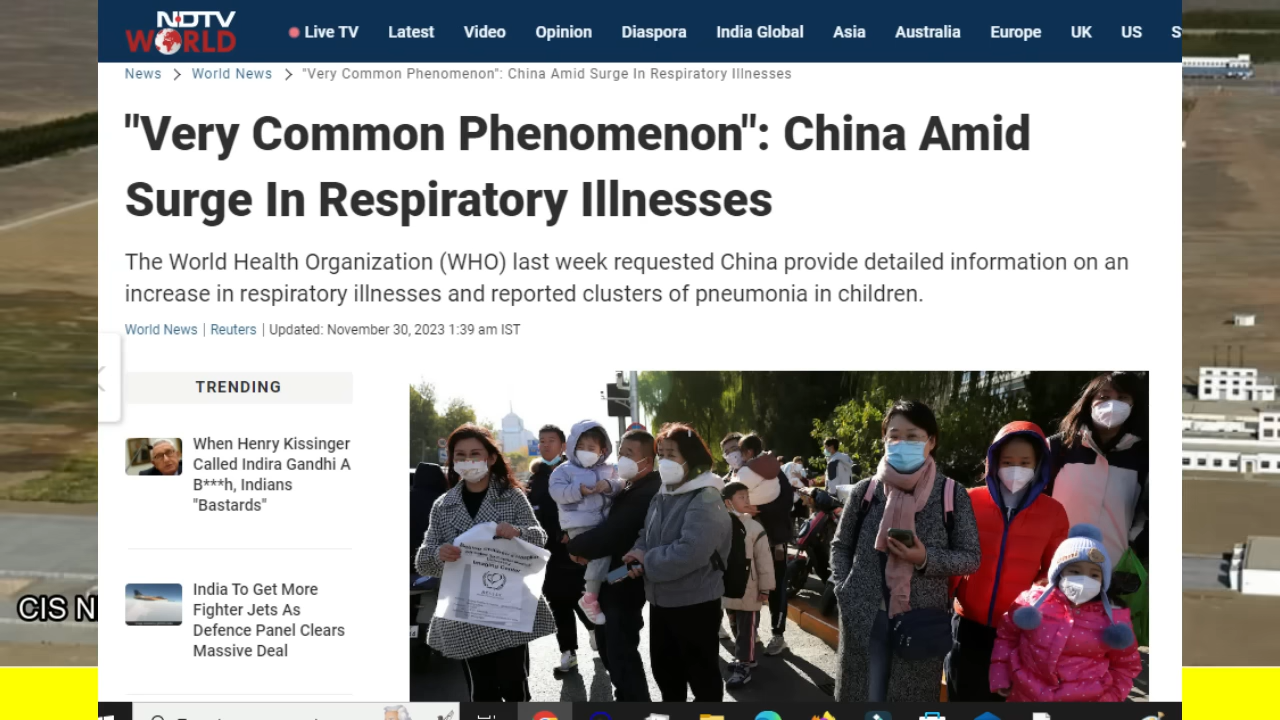 NDTV
WORLD
Live TV Latest Video Opinion Diaspora India Global Asia Australia Europe UK US
News World News "Very Common Phenomenon": China Amid Surge In Respiratory Illnesses
"Very Common Phenomenon": China Amid
Surge In Respiratory Illnesses
The World Health Organization (WHO) last week requested China provide detailed information on an
increase in respiratory illnesses and reported clusters of pneumonia in children.
World News | Reuters | Updated: November 30, 2023 1:39 am IST
TRENDING
When Henry Kissinger
Called Indira Gandhi A
B***h, Indians
"Bastards"
India To Get More
Fighter Jets As
Defence Panel Clears
Massive Deal
CIS N